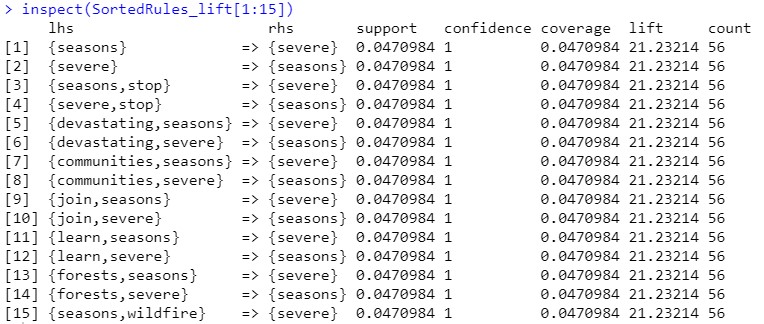 > inspect(SortedRules_lift[1:15])
lhs rhs support confidence coverage lift count
[1] {seasons} => {severe} 0.0470984 1 0.0470984 21.23214 56
[2] {severe} => {seasons} 0.0470984 1 0.0470984 21.23214 56
[3] {seasons,stop} => {severe} 0.0470984 1 0.0470984 21.23214 56
[4] {severe,stop} => {seasons} 0.0470984 1 0.0470984 21.23214 56
[5] {devastating,seasons} => {severe} 0.0470984 1 0.0470984 21.23214 56
[6] {devastating,severe} => {seasons} 0.0470984 1 0.0470984 21.23214 56
[7] {communities,seasons} => {severe} 0.0470984 1 0.0470984 21.23214 56
[8] {communities,severe} => {seasons} 0.0470984 1 0.0470984 21.23214 56
[9] {join,seasons} => {severe} 0.0470984 1 0.0470984 21.23214 56
[10] {join,severe} => {seasons} 0.0470984 1 0.0470984 21.23214 56
[11] {learn,seasons} => {severe} 0.0470984 1 0.0470984 21.23214 56
[12] {learn,severe} => {seasons} 0.0470984 1 0.0470984 21.23214 56
[13] {forests,seasons} => {severe} 0.0470984 1 0.0470984 21.23214 56
[14] {forests,severe} => {seasons} 0.0470984 1 0.0470984 21.23214 56
[15] {seasons,wildfire} => {severe} 0.0470984 1 0.0470984 21.23214 56